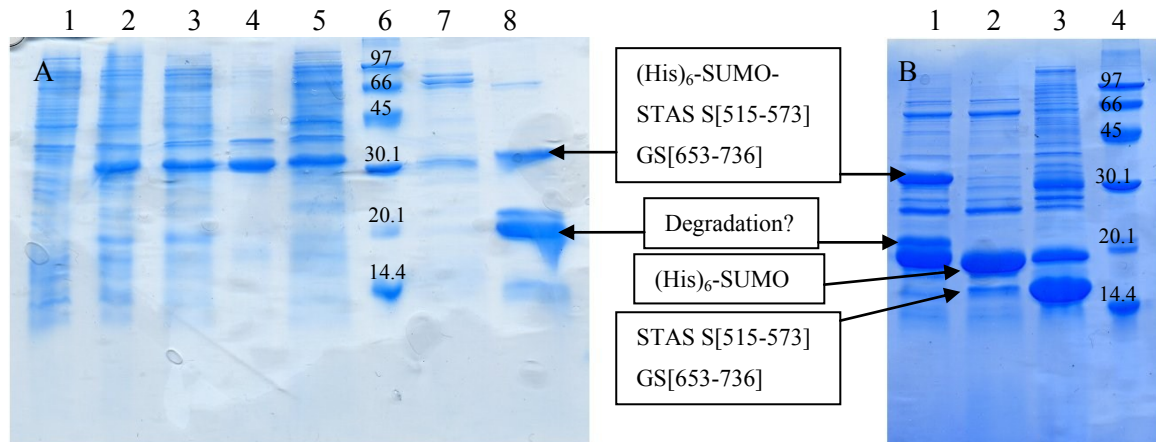 1 2 3 4 5 6 7 8
A
97
66
45
30.1
20.1
14.4
(His)6-SUMO-
STAS S[515-573]
GS[653-736]
Degradation?
(His)6-SUMO
STAS S[515-573]
GS[653-736]
1 2 3 4
B
97
66
45
30.1
20.1
14.4